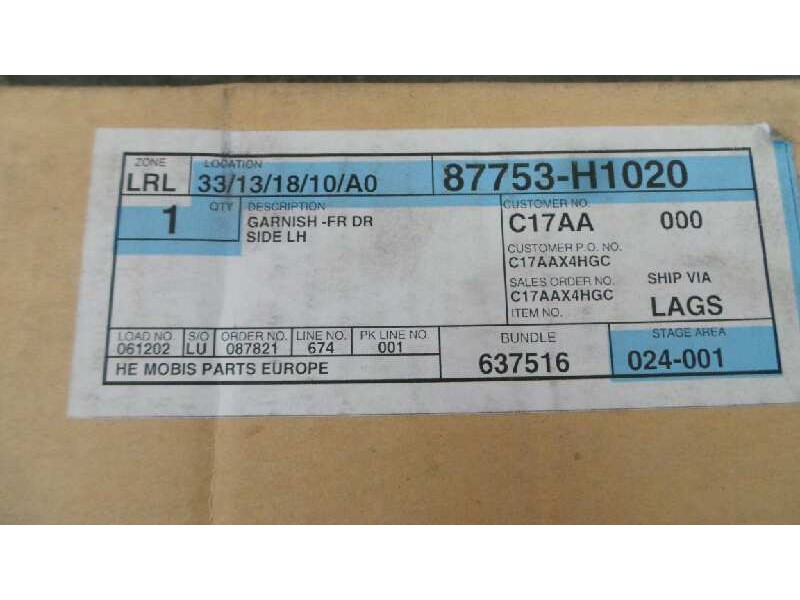 ZONE LOCATION
LRL 33/13/18/10/A0 87753-H1020
QTY DESCRIPTION CUSTOMER NO.
1 GARNISH -FR DR C17AA 000
SIDE LH
CUSTOMER P.O. NO.
C17AAX4HGC
SALES ORDER NO. SHIP VIA
C17AAX4HGC
ITEM NO. LAGS
LOAD NO. S/O ORDER NO. LINE NO. PK LINE NO. BUNDLE STAGE AREA
061202 LU 087821 674 001 637516 024-001
HE MOBIS PARTS EUROPE